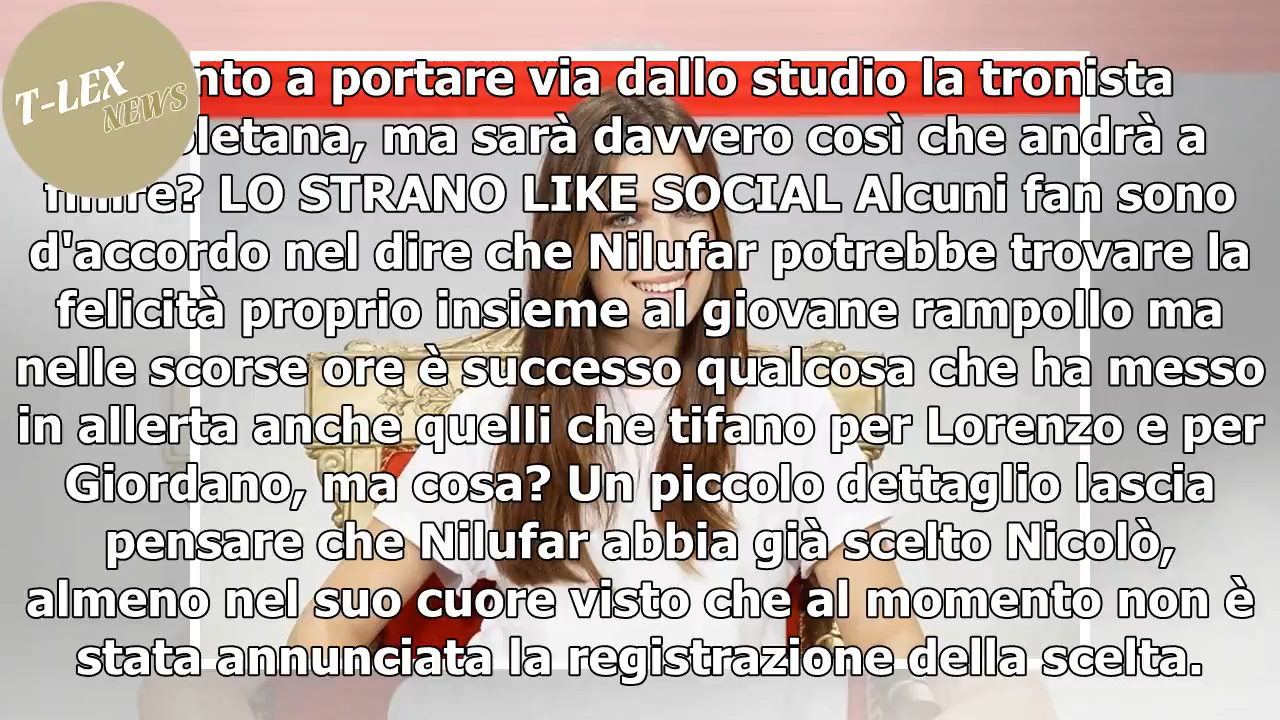 T-LEX
NEWS
a portare via dallo studio la tronista
ma sarà davvero così che andrà a
LO STRANO LIKE SOCIAL Alcuni fan sono
d'accordo nel dire che Nilufar potrebbe trovare la
felicità proprio insieme al giovane rampollo ma
nelle scorse ore è successo qualcosa che ha messo
in allerta anche quelli che tifano per Lorenzo e per
Giordano, ma cosa? Un piccolo dettaglio lascia
pensare che Nilufar abbia già scelto Nicolò,
almeno nel suo cuore visto che al momento non è
stata annunciata la registrazione della scelta.